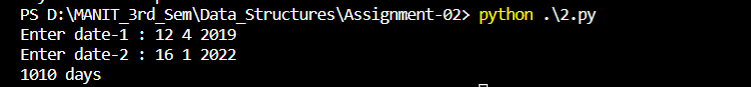 PS D:\MANIT_3rd_Sem\Data_Structures\Assignment-02> python .\2.py
Enter date-1 : 12 4 2019
Enter date-2 : 16 1 2022
1010 days